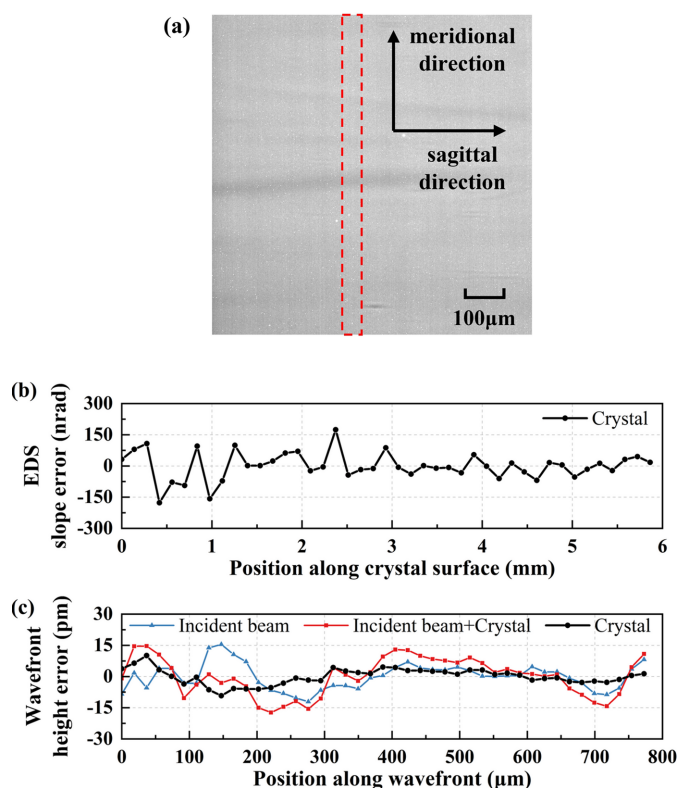 (a)
meridional
direction
sagittal
direction
100μm
(b)
EDS
slope error (nrad)
300
150
0
-150
-300
Crystal
0 1 2 3 4 5 6
Position along crystal surface (mm)
(c)
Wavefront
height error (pm)
30
15
0
-15
-30
Incident beam Incident beam+Crystal Crystal
0 100 200 300 400 500 600 700 800
Position along wavefront (μm)